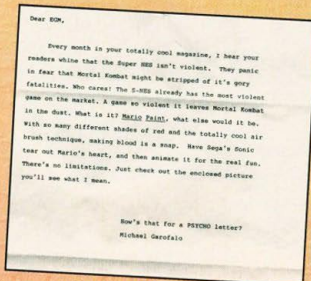 Dear EGM,
Every month in your totally cool magazine, I hear your
readers whine that the Super NES isn't violent. They panic
in fear that Mortal Kombat might be stripped of it's gory
fatalities. Who cares! The S-NES already has the most violent
game on the market. A game so violent it leaves Mortal Kombat
in the dust. What is it? Mario Paint, what else would it be.
With so many different shades of red and the totally cool air
brush technique, making blood is a snap. Have Sega's Sonic
tear out Mario's heart, and then animate it for the real fun.
There's no limitations. Just check out the enclosed picture
you'll see what I mean.
Now's that for a PSYCHO letter?
Michael Garofalo